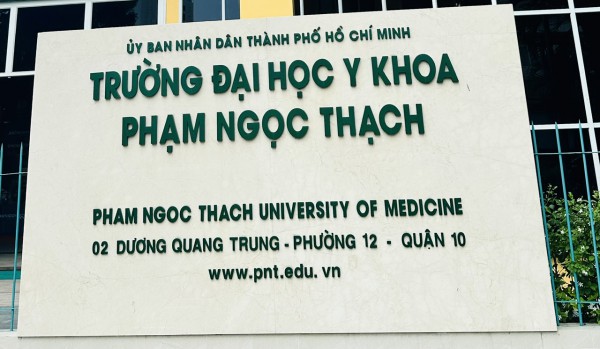 ỦY BAN NHÂN DÂN THÀNH PHỐ HỒ CHÍ MINH
TRƯỜNG ĐẠI HỌC Y KHOA
PHẠM NGỌC THẠCH
PHAM NGOC THACH UNIVERSITY OF MEDICINE
02 DƯƠNG QUANG TRUNG - PHƯỜNG 12 - QUẬN 10
www.pnt.edu. vn